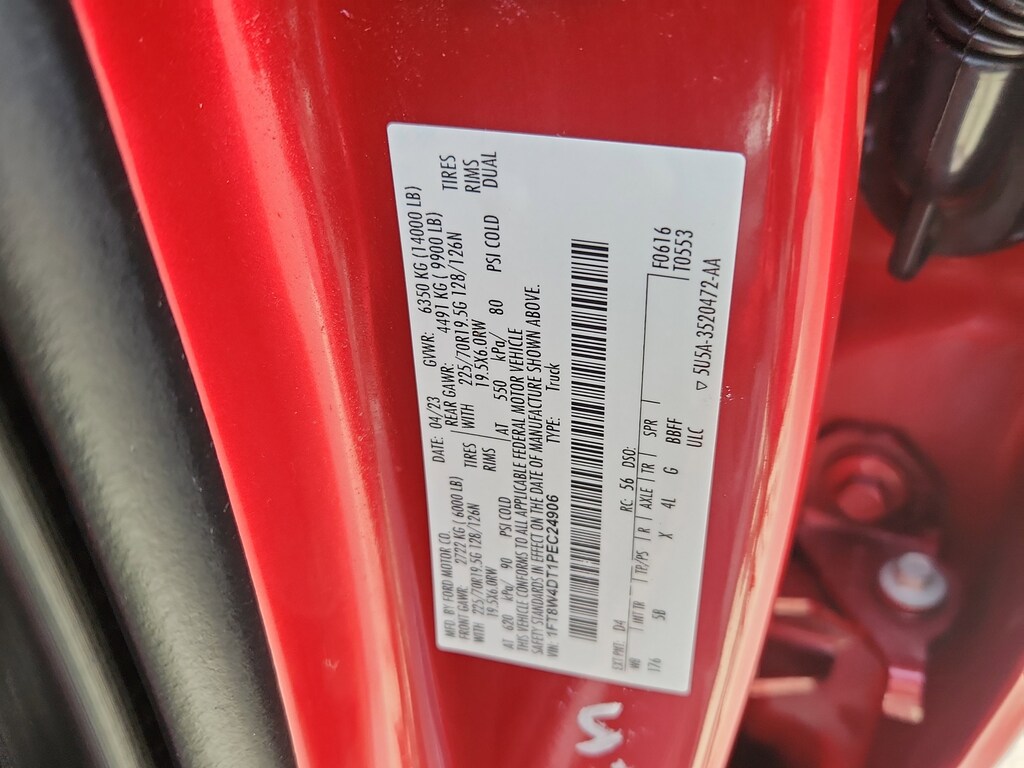 MFD. BY FORD MOTOR CO.
DATE: 04/23 GVWR: 6350 KG (14000 LB)
FRONT GAWR: 2722 KG (6000 LB) REAR GAWR: 4491 KG (9900 LB)
WITH 225/70R19.5G 128/126N TIRES WITH 225/70R19.5G 128/126N TIRES
19.5X6.0RW RIMS 19.5X6.0RW RIMS
AT 620 kPa/ 90 PSI COLD AT 550 kPa/ 80 PSI COLD DUAL
THIS VEHICLE CONFORMS TO ALL APPLICABLE FEDERAL MOTOR VEHICLE
SAFETY STANDARDS IN EFFECT ON THE DATE OF MANUFACTURE SHOWN ABOVE.
VIN: 1FT8W4DT1PEC24906 TYPE: Truck
EXT PNT: D4 RC: 56 DSO: F0616
WB INT TR TP/PS R AXLE TR SPR T0553
176 5B X 4L G BBFF
ULC
▽ 5U5A-3520472-AA
S